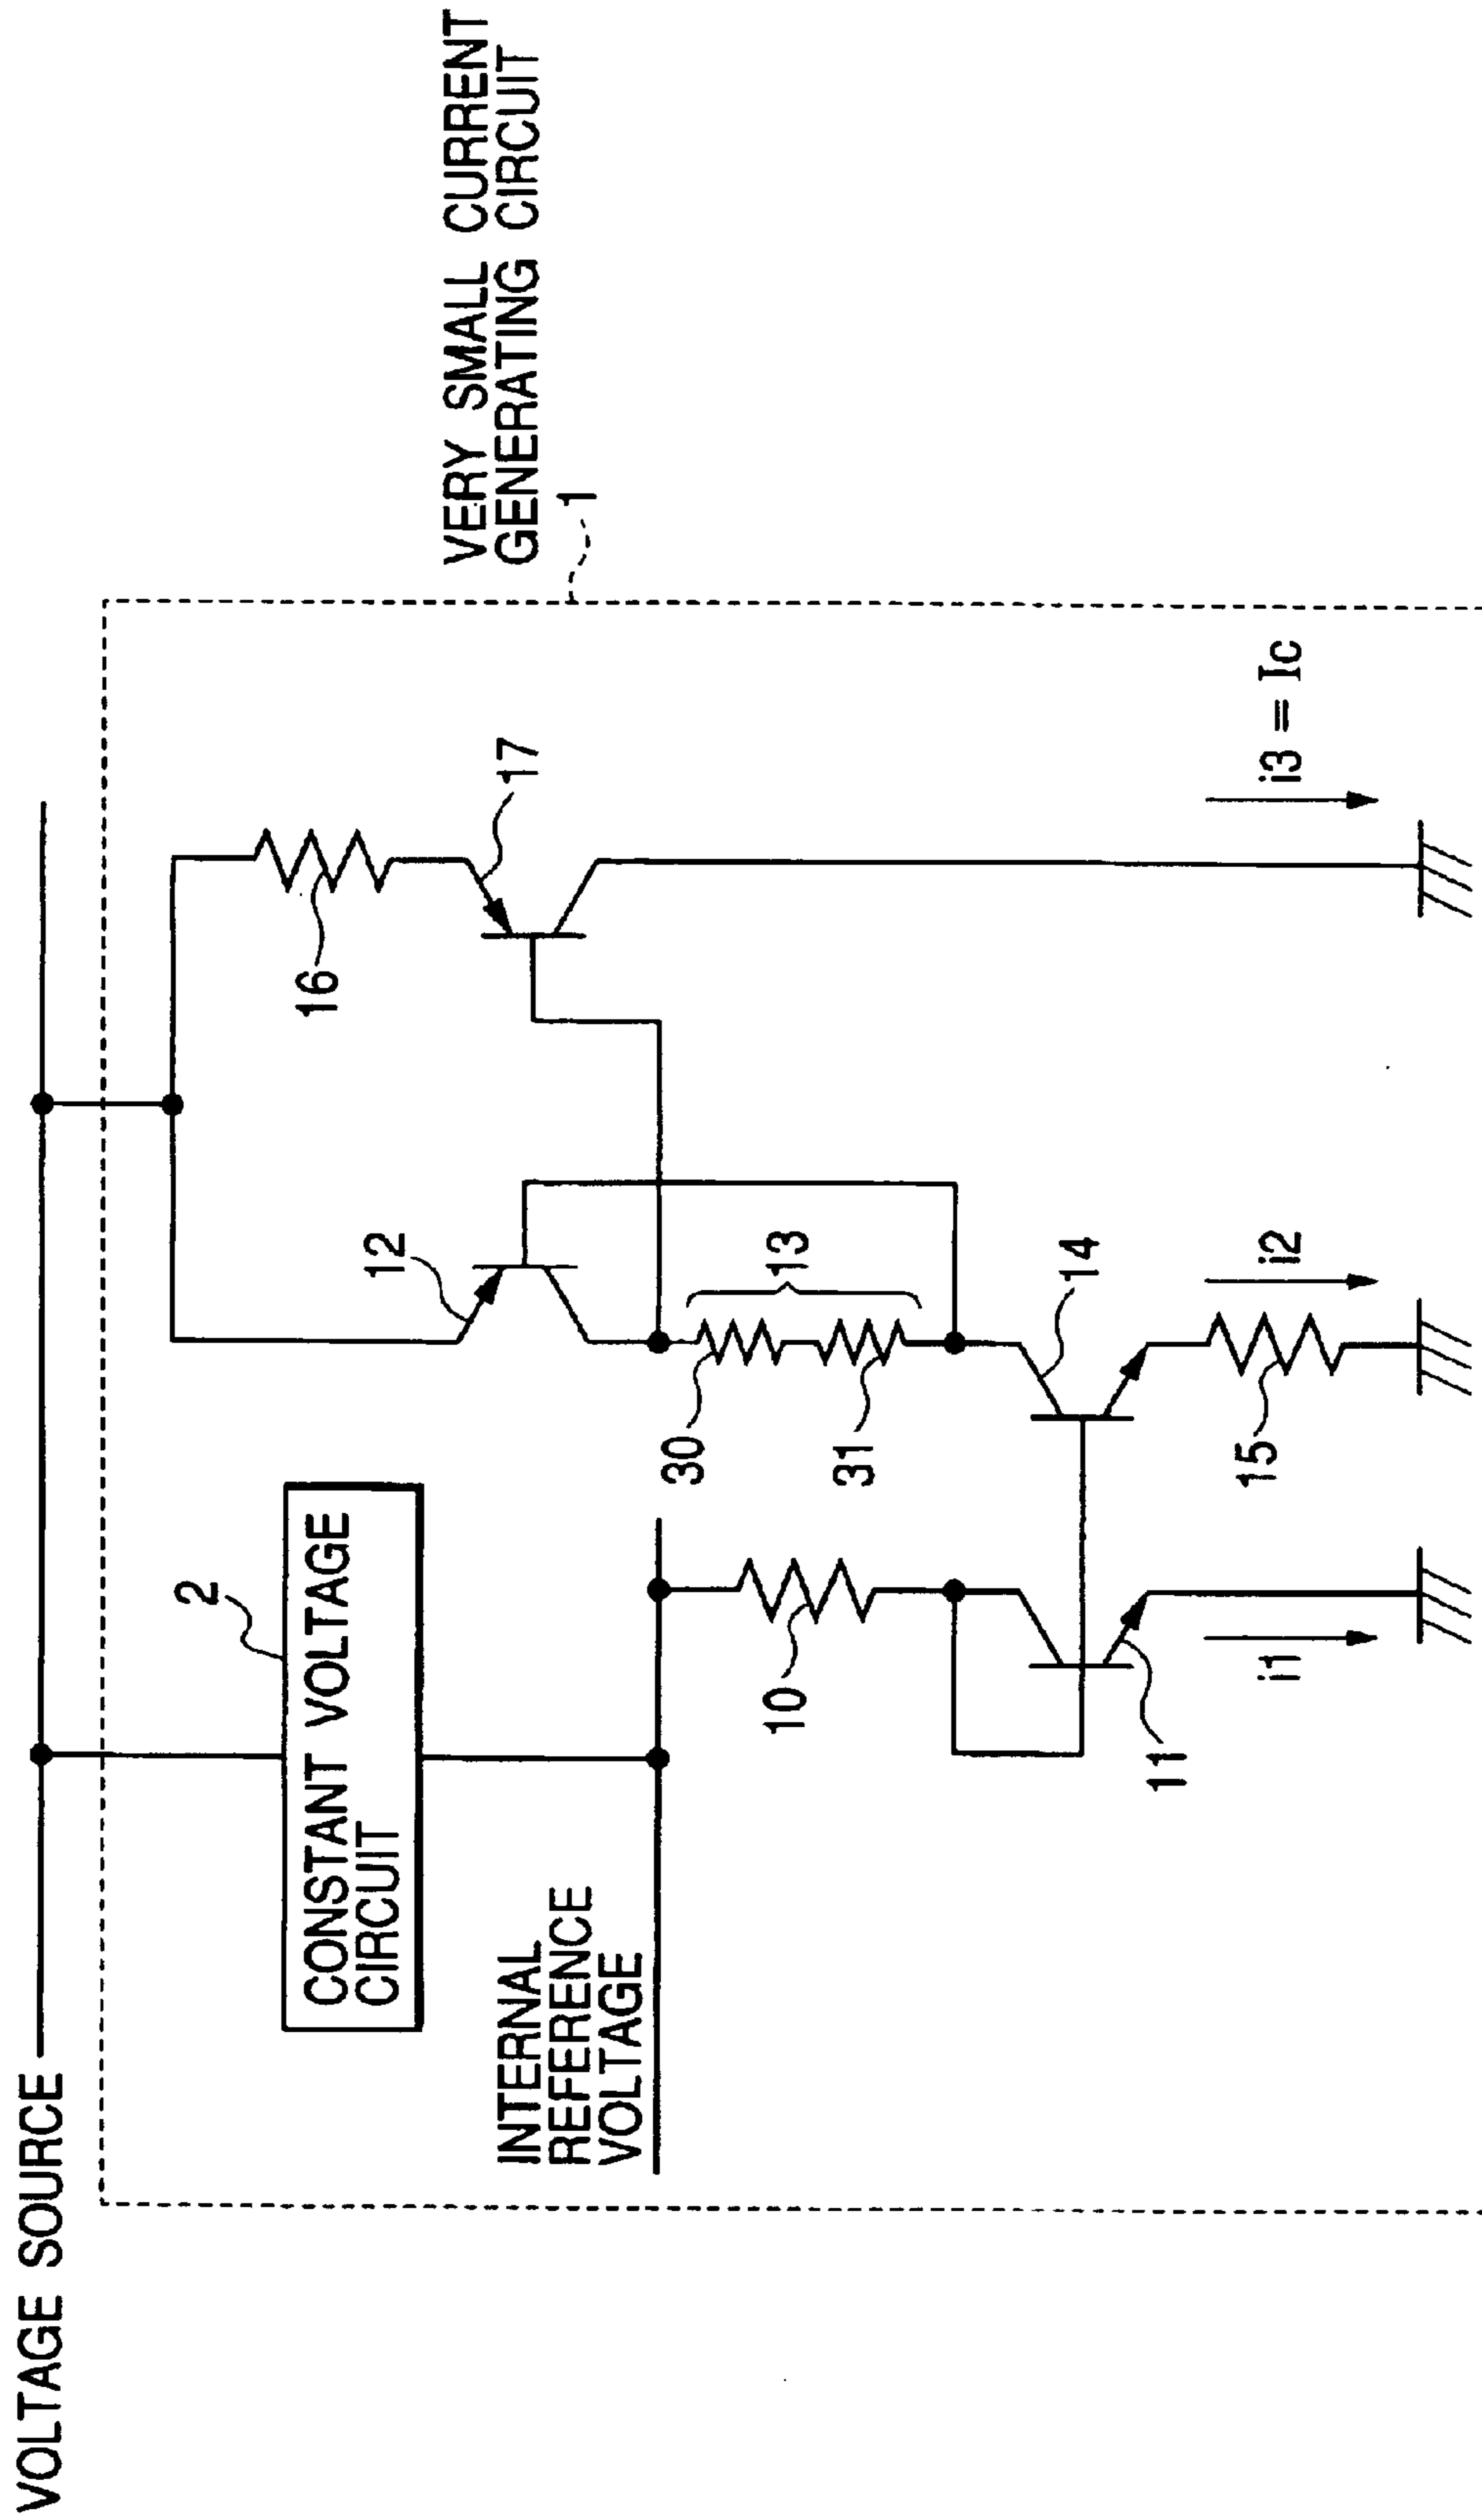 VOLTAGE SOURCE
VERY SMALL CURRENT
GENERATING CIRCUIT
1
2
CONSTANT VOLTAGE
CIRCUIT
12
16
17
INTERNAL
REFERENCE
VOLTAGE
10
30
31
13
11
14
15
i1
i2
i3 = Ic